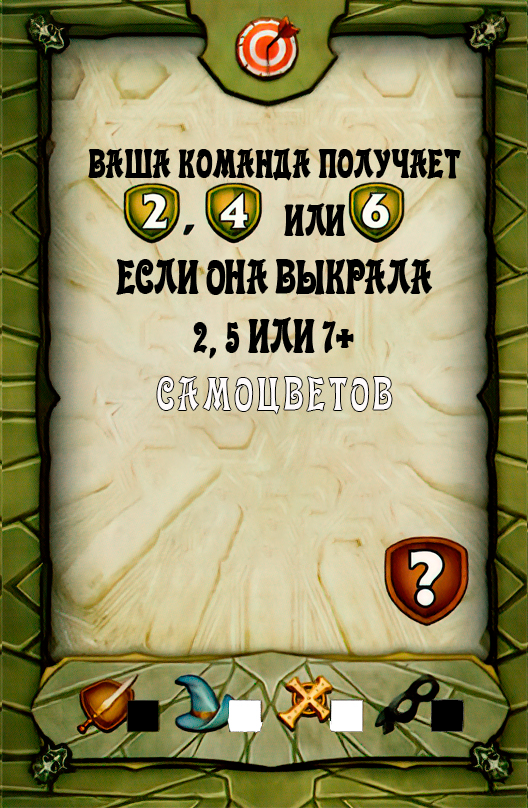 ВАША КОМАНДА ПОЛУЧАЕТ
2, 4 ИЛИ 6
ЕСЛИ ОНА ВЫКРАЛА
2, 5 ИЛИ 7+
САМОЦВЕТОВ
?